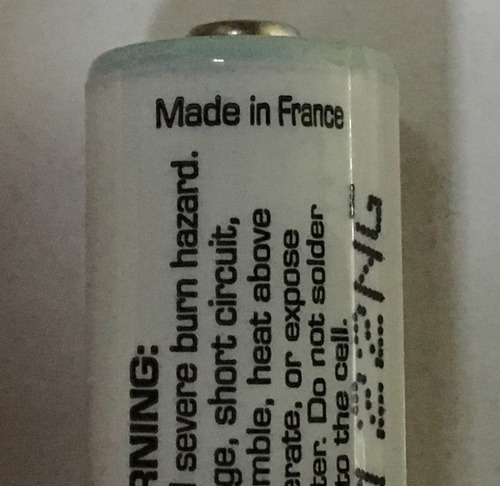 Made in France
RNING:
severe burn hazard.
ge, short circuit,
mble, heat above
erate, or expose
ter. Do not solder
to the cell.